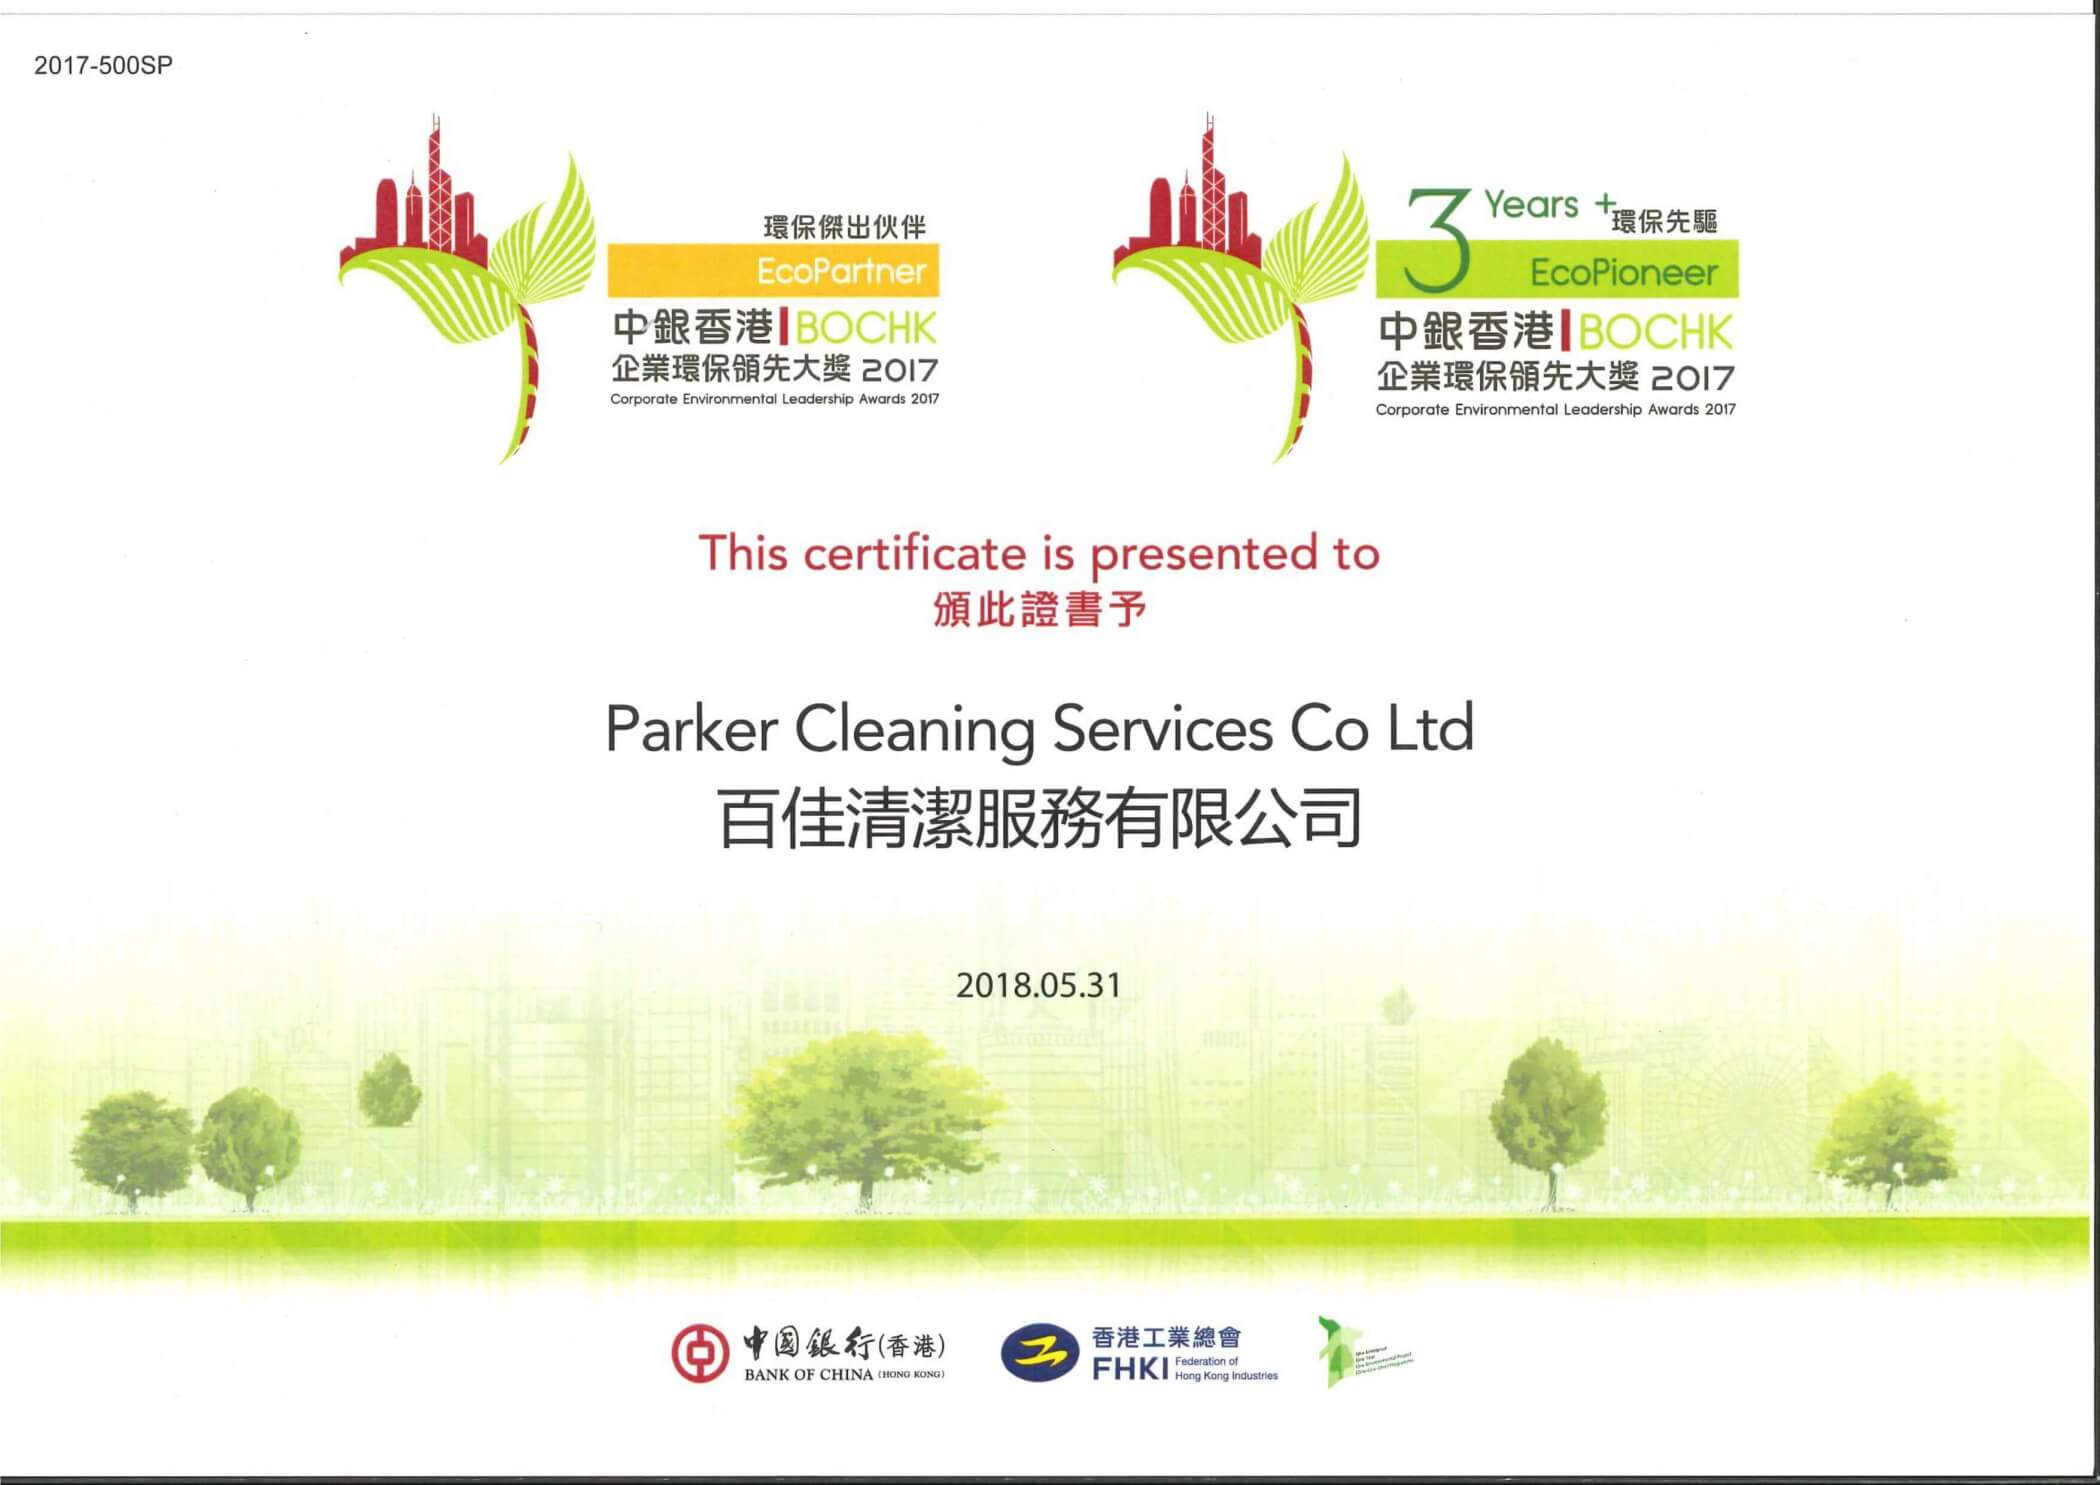 2017-500SP
環保傑出伙伴
EcoPartner
中銀香港 BOCHK
企業環保領先大獎 2017
Corporate Environmental Leadership Awards 2017
3 Years +環保先驅
EcoPioneer
中銀香港 BOCHK
企業環保領先大獎 2017
Corporate Environmental Leadership Awards 2017
This certificate is presented to
頒此證書予
Parker Cleaning Services Co Ltd
百佳清潔服務有限公司
2018.05.31
中國銀行(香港)
BANK OF CHINA (HONG KONG)
香港工業總會
FHKI Federation of
Hong Kong Industries
One Year